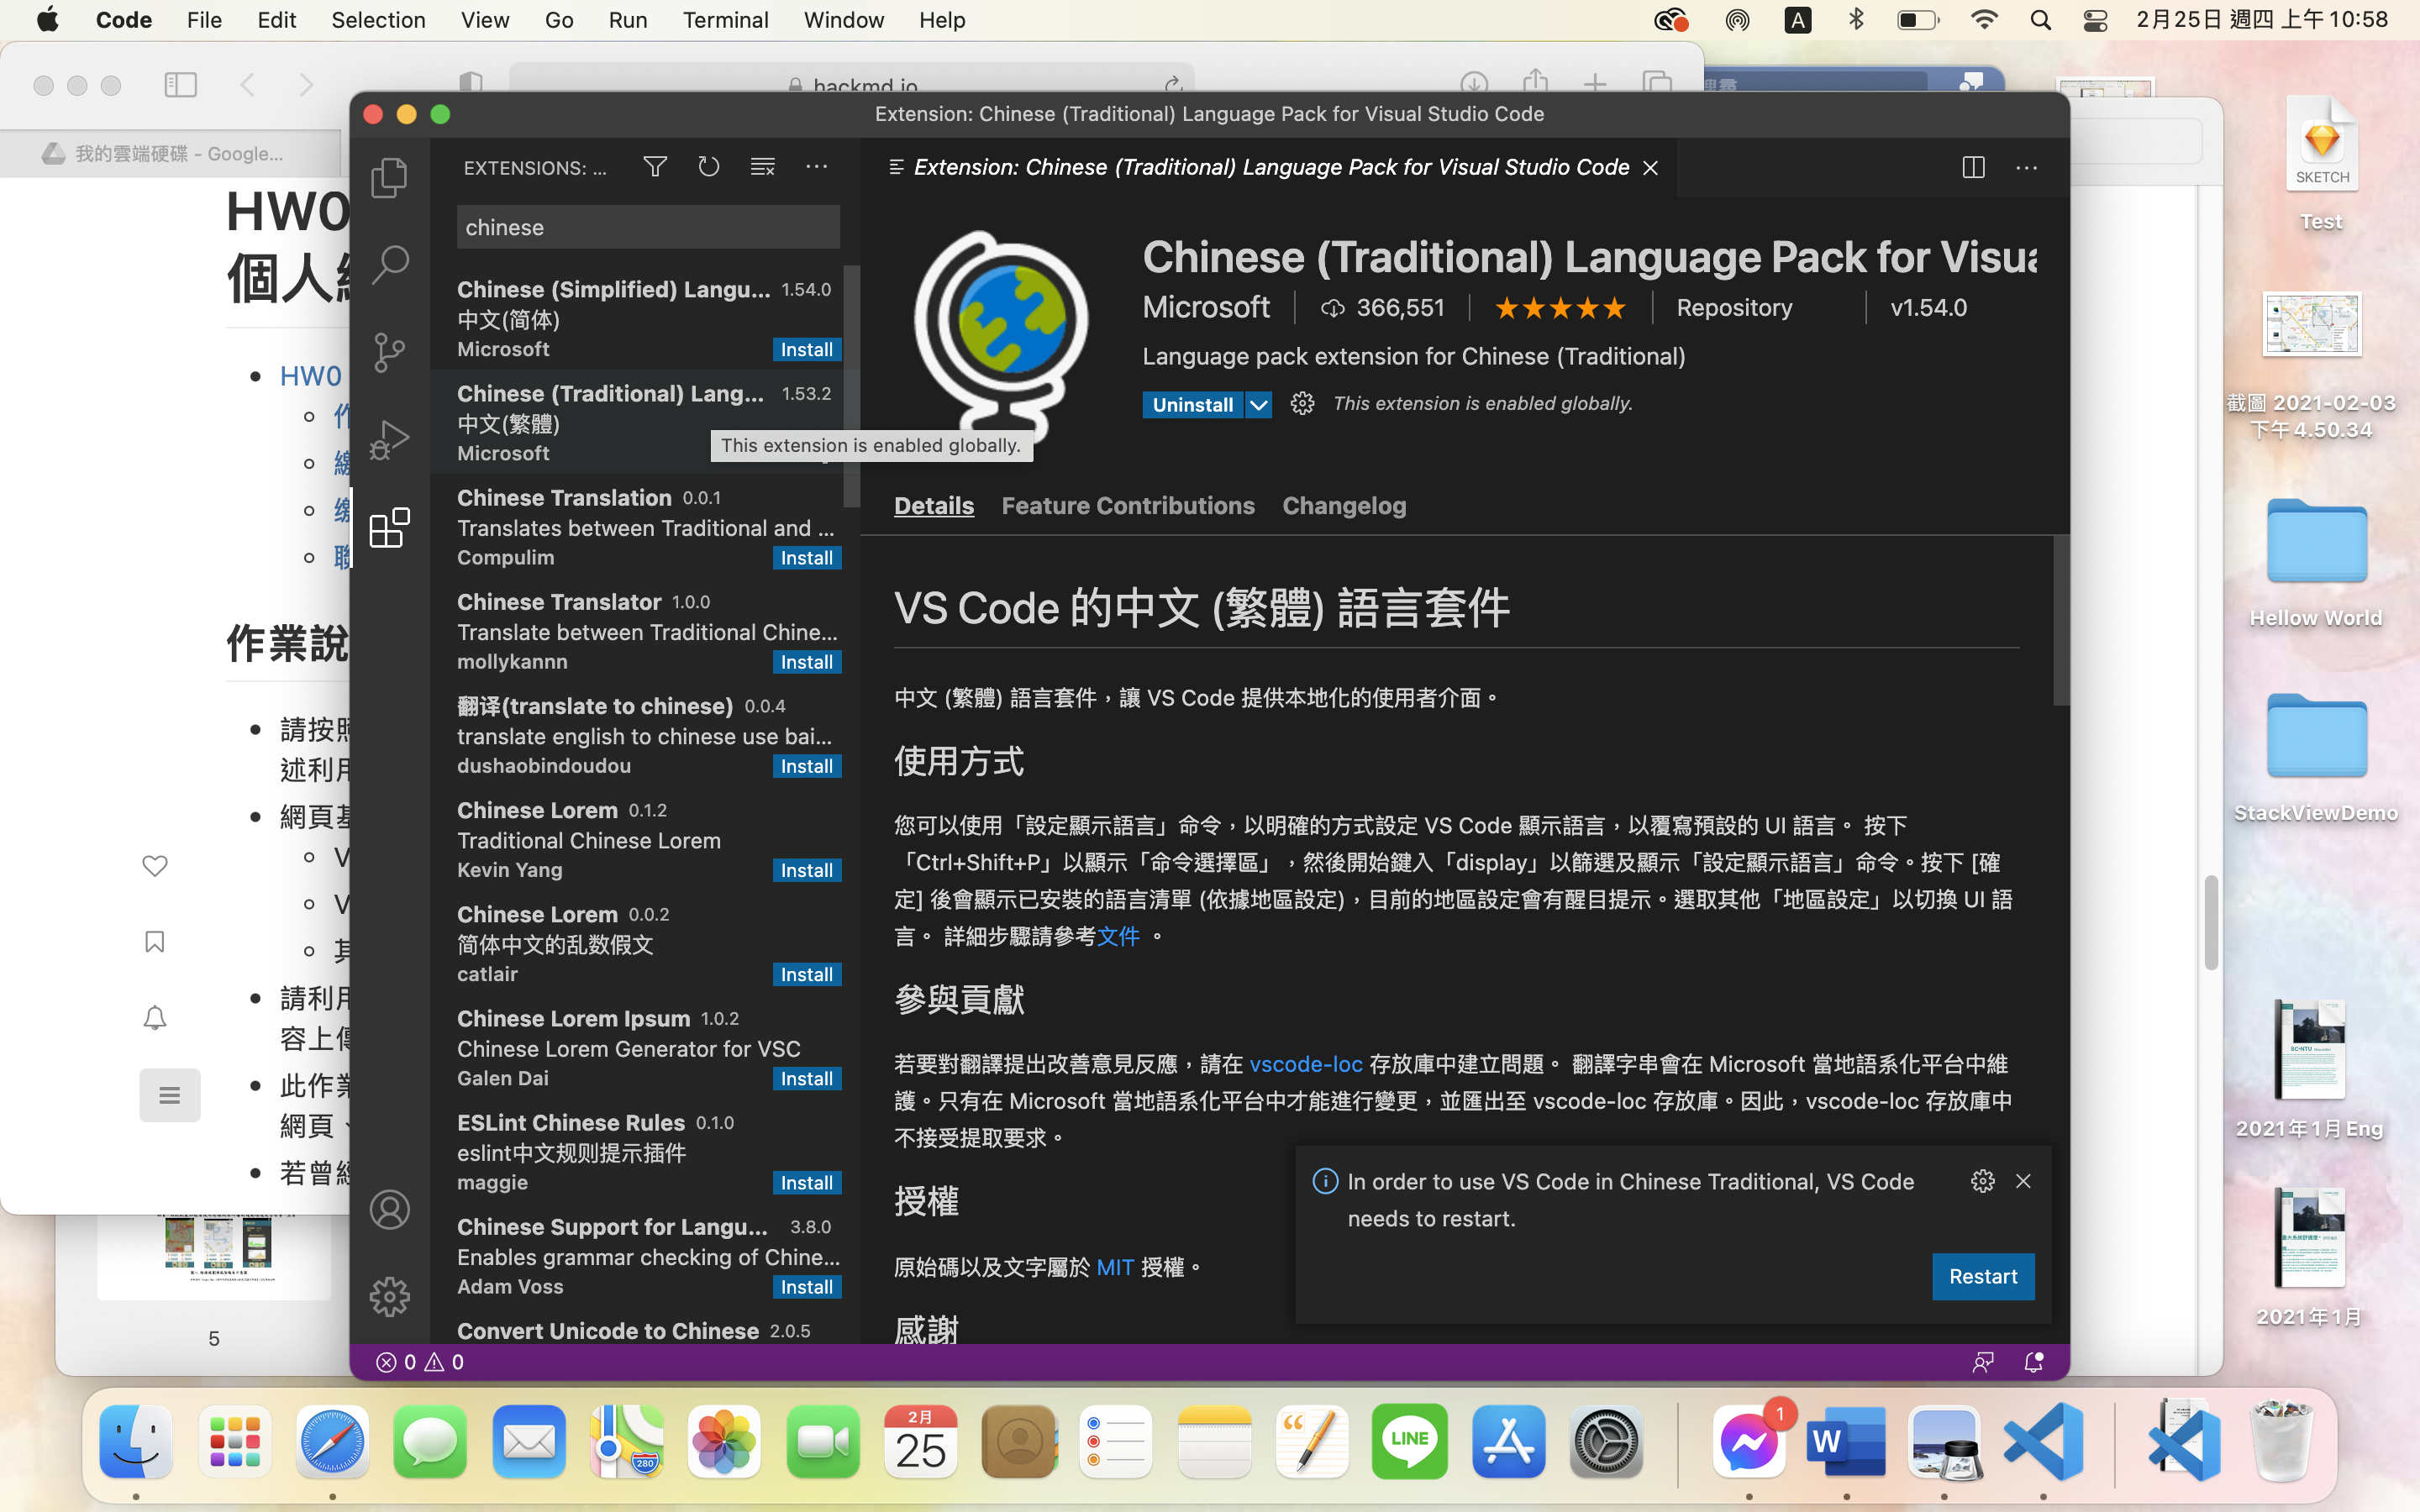 Code File Edit Selection View Go Run Terminal Window Help
A
2月25日 週四 上午10:58
hackmd.io
搜尋
我的雲端硬碟 - Google...
HW0
個人
HW0
作業說
請按照
述利用
網頁基
V
V
其
請利用
容上傳
此作業
網頁、
若曾經
5
Extension: Chinese (Traditional) Language Pack for Visual Studio Code
EXTENSIONS: ...
chinese
Chinese (Simplified) Langu... 1.54.0
中文(简体)
Microsoft Install
Chinese (Traditional) Lang... 1.53.2
中文(繁體)
Microsoft
This extension is enabled globally.
Chinese Translation 0.0.1
Translates between Traditional and ...
Compulim Install
Chinese Translator 1.0.0
Translate between Traditional Chine...
mollykannn Install
翻译(translate to chinese) 0.0.4
translate english to chinese use bai...
dushaobindoudou Install
Chinese Lorem 0.1.2
Traditional Chinese Lorem
Kevin Yang Install
Chinese Lorem 0.0.2
简体中文的乱数假文
catlair Install
Chinese Lorem Ipsum 1.0.2
Chinese Lorem Generator for VSC
Galen Dai Install
ESLint Chinese Rules 0.1.0
eslint中文规则提示插件
maggie Install
Chinese Support for Langu... 3.8.0
Enables grammar checking of Chine...
Adam Voss Install
Convert Unicode to Chinese 2.0.5
Extension: Chinese (Traditional) Language Pack for Visual Studio Code
Chinese (Traditional) Language Pack for Visua
Microsoft 366,551 Repository v1.54.0
Language pack extension for Chinese (Traditional)
Uninstall This extension is enabled globally.
Details Feature Contributions Changelog
VS Code 的中文 (繁體) 語言套件
中文 (繁體) 語言套件，讓 VS Code 提供本地化的使用者介面。
使用方式
您可以使用「設定顯示語言」命令，以明確的方式設定 VS Code 顯示語言，以覆寫預設的 UI 語言。 按下
「Ctrl+Shift+P」以顯示「命令選擇區」，然後開始鍵入「display」以篩選及顯示「設定顯示語言」命令。按下 [確
定] 後會顯示已安裝的語言清單 (依據地區設定)，目前的地區設定會有醒目提示。選取其他「地區設定」以切換 UI 語
言。 詳細步驟請參考文件 。
參與貢獻
若要對翻譯提出改善意見反應，請在 vscode-loc 存放庫中建立問題。 翻譯字串會在 Microsoft 當地語系化平台中維
護。只有在 Microsoft 當地語系化平台中才能進行變更，並匯出至 vscode-loc 存放庫。因此，vscode-loc 存放庫中
不接受提取要求。
授權
原始碼以及文字屬於 MIT 授權。
感謝
In order to use VS Code in Chinese Traditional, VS Code
needs to restart.
Restart
0 0
SKETCH
Test
截圖 2021-02-03
下午4.50.34
Hellow World
StackViewDemo
2021年1月Eng
2021年1月
280
2月
25
LINE
1
W